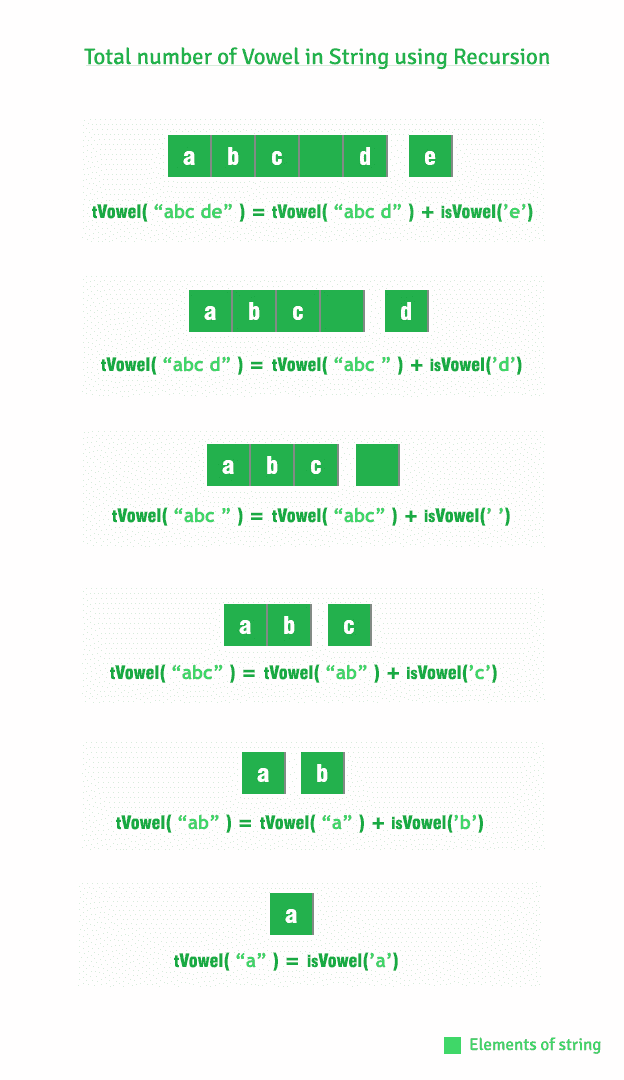 Total number of Vowel in String using Recursion
a b c d e
tVowel( “abc de” ) = tVowel( “abc d” ) + isVowel(’e’)
a b c d
tVowel( “abc d” ) = tVowel( “abc ” ) + isVowel(’d’)
a b c
tVowel( “abc ” ) = tVowel( “abc” ) + isVowel(’ ’)
a b c
tVowel( “abc” ) = tVowel( “ab” ) + isVowel(’c’)
a b
tVowel( “ab” ) = tVowel( “a” ) + isVowel(’b’)
a
tVowel( “a” ) = isVowel(’a’)
Elements of string